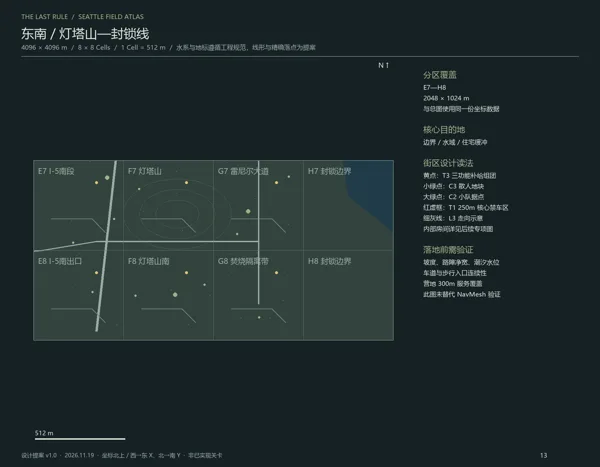 THE LAST RULE / SEATTLE FIELD ATLAS
东南 / 灯塔山—封锁线
4096 × 4096 m / 8 × 8 Cells / 1 Cell = 512 m / 水系与地标遵循工程规范，线形与精确落点为提案
N↑
E7 I-5南段
F7 灯塔山
G7 雷尼尔大道
H7 封锁边界
E8 I-5南出口
F8 灯塔山南
G8 焚烧隔离带
H8 封锁边界
512 m
分区覆盖
E7—H8
2048 × 1024 m
与总图使用同一份坐标数据
核心目的地
边界 / 水域 / 住宅缓冲
街区设计读法
黄点：T3 三功能补给组团
小绿点：C3 散人地块
大绿点：C2 小队据点
红虚框：T1 250m 核心禁车区
细灰线：L3 走向示意
内部房间详见后续专项图
落地前需验证
坡度、路障净宽、潮汐水位
车道与步行入口连续性
营地 300m 服务覆盖
此图未替代 NavMesh 验证
设计提案 v1.0 · 2026.11.19 · 坐标北上 / 西→东 X、北→南 Y · 非已实装关卡
13